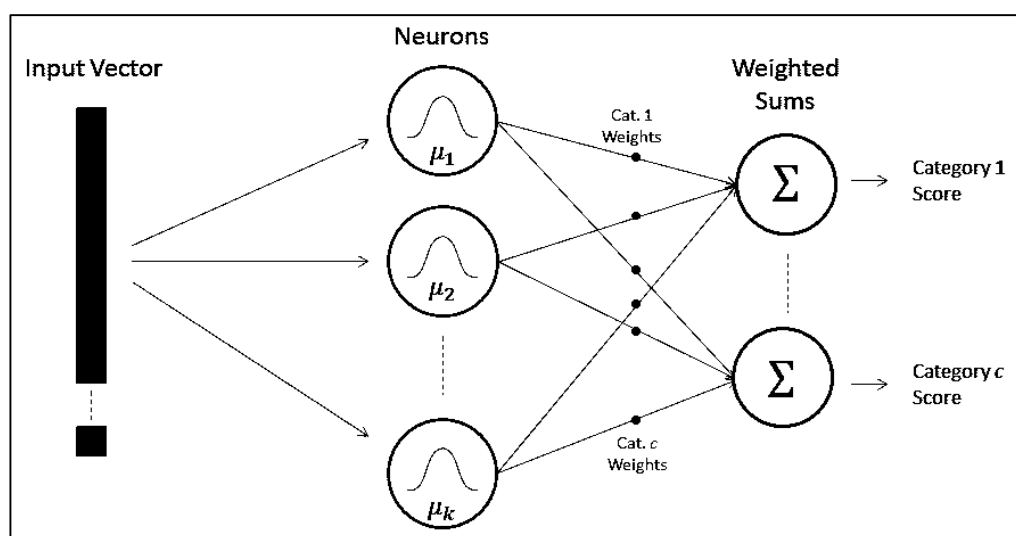 Input Vector
Neurons
Weighted
Sums
μ1
μ2
μk
Cat. 1
Weights
Cat. c
Weights
Σ
Σ
Category 1
Score
Category c
Score